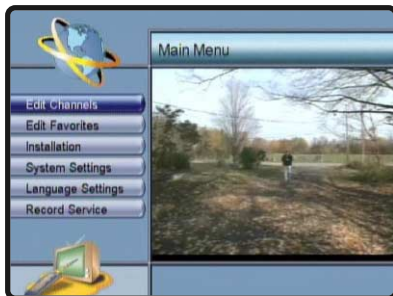 Main Menu
Edit Channels
Edit Favorites
Installation
System Settings
Language Settings
Record Service